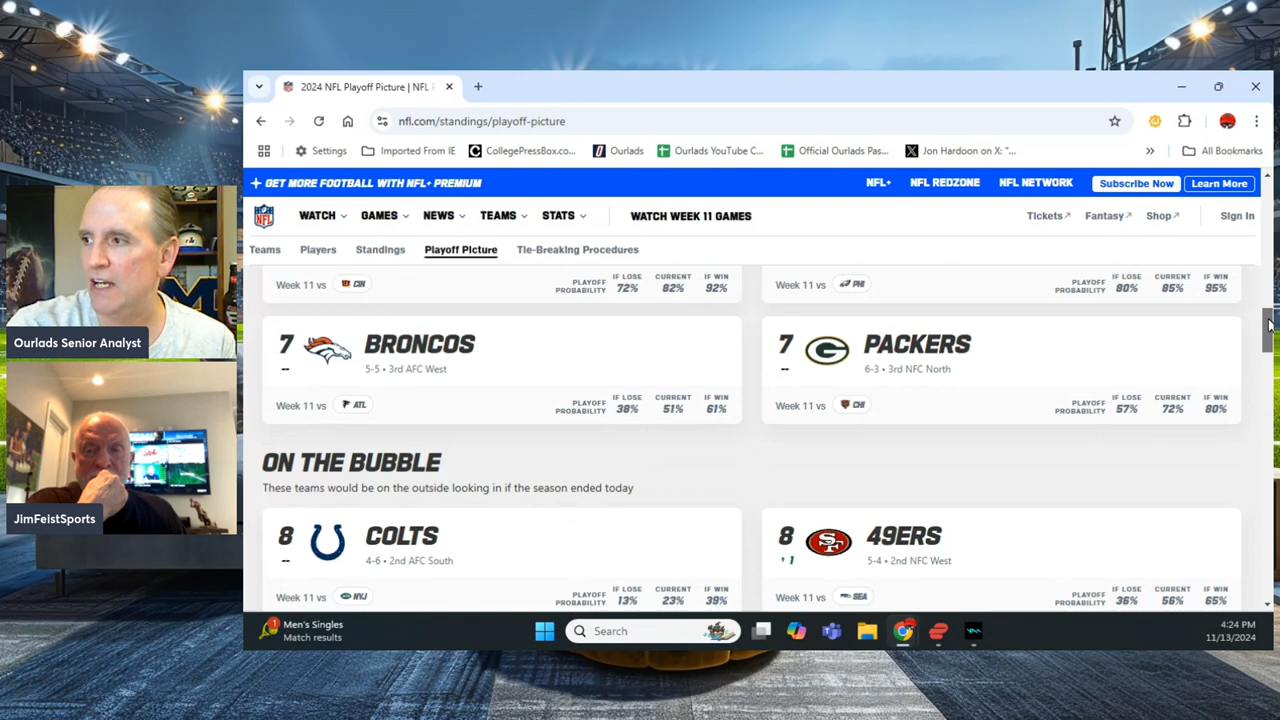 2024 NFL Playoff Picture | NFL
nfl.com/standings/playoff-picture
Settings
Imported From IE
CollegePressBox.co...
Ourlads
Ourlads YouTube C...
Official Ourlads Pas...
Jon Hardoon on X: "...
All Bookmarks
GET MORE FOOTBALL WITH NFL+ PREMIUM
NFL+
NFL REDZONE
NFL NETWORK
Subscribe Now
Learn More
WATCH
GAMES
NEWS
TEAMS
STATS
WATCH WEEK 11 GAMES
Tickets
Fantasy
Shop
Sign In
Teams
Players
Standings
Playoff Picture
Tie-Breaking Procedures
Week 11 vs CIN
PLAYOFF PROBABILITY
IF LOSE CURRENT IF WIN
72% 82% 92%
Week 11 vs PHI
PLAYOFF PROBABILITY
IF LOSE CURRENT IF WIN
80% 85% 95%
7 BRONCOS
--
5-5 • 3rd AFC West
Week 11 vs ATL
PLAYOFF PROBABILITY
IF LOSE CURRENT IF WIN
38% 51% 61%
7 PACKERS
--
6-3 • 3rd NFC North
Week 11 vs CHI
PLAYOFF PROBABILITY
IF LOSE CURRENT IF WIN
57% 72% 80%
ON THE BUBBLE
These teams would be on the outside looking in if the season ended today
8 COLTS
--
4-6 • 2nd AFC South
Week 11 vs NYJ
PLAYOFF PROBABILITY
IF LOSE CURRENT IF WIN
13% 23% 39%
8 49ERS
↑ 1
5-4 • 2nd NFC West
Week 11 vs SEA
PLAYOFF PROBABILITY
IF LOSE CURRENT IF WIN
36% 56% 65%
Ourlads Senior Analyst
JimFeistSports
1
Men's Singles
Match results
Search
4:24 PM
11/13/2024